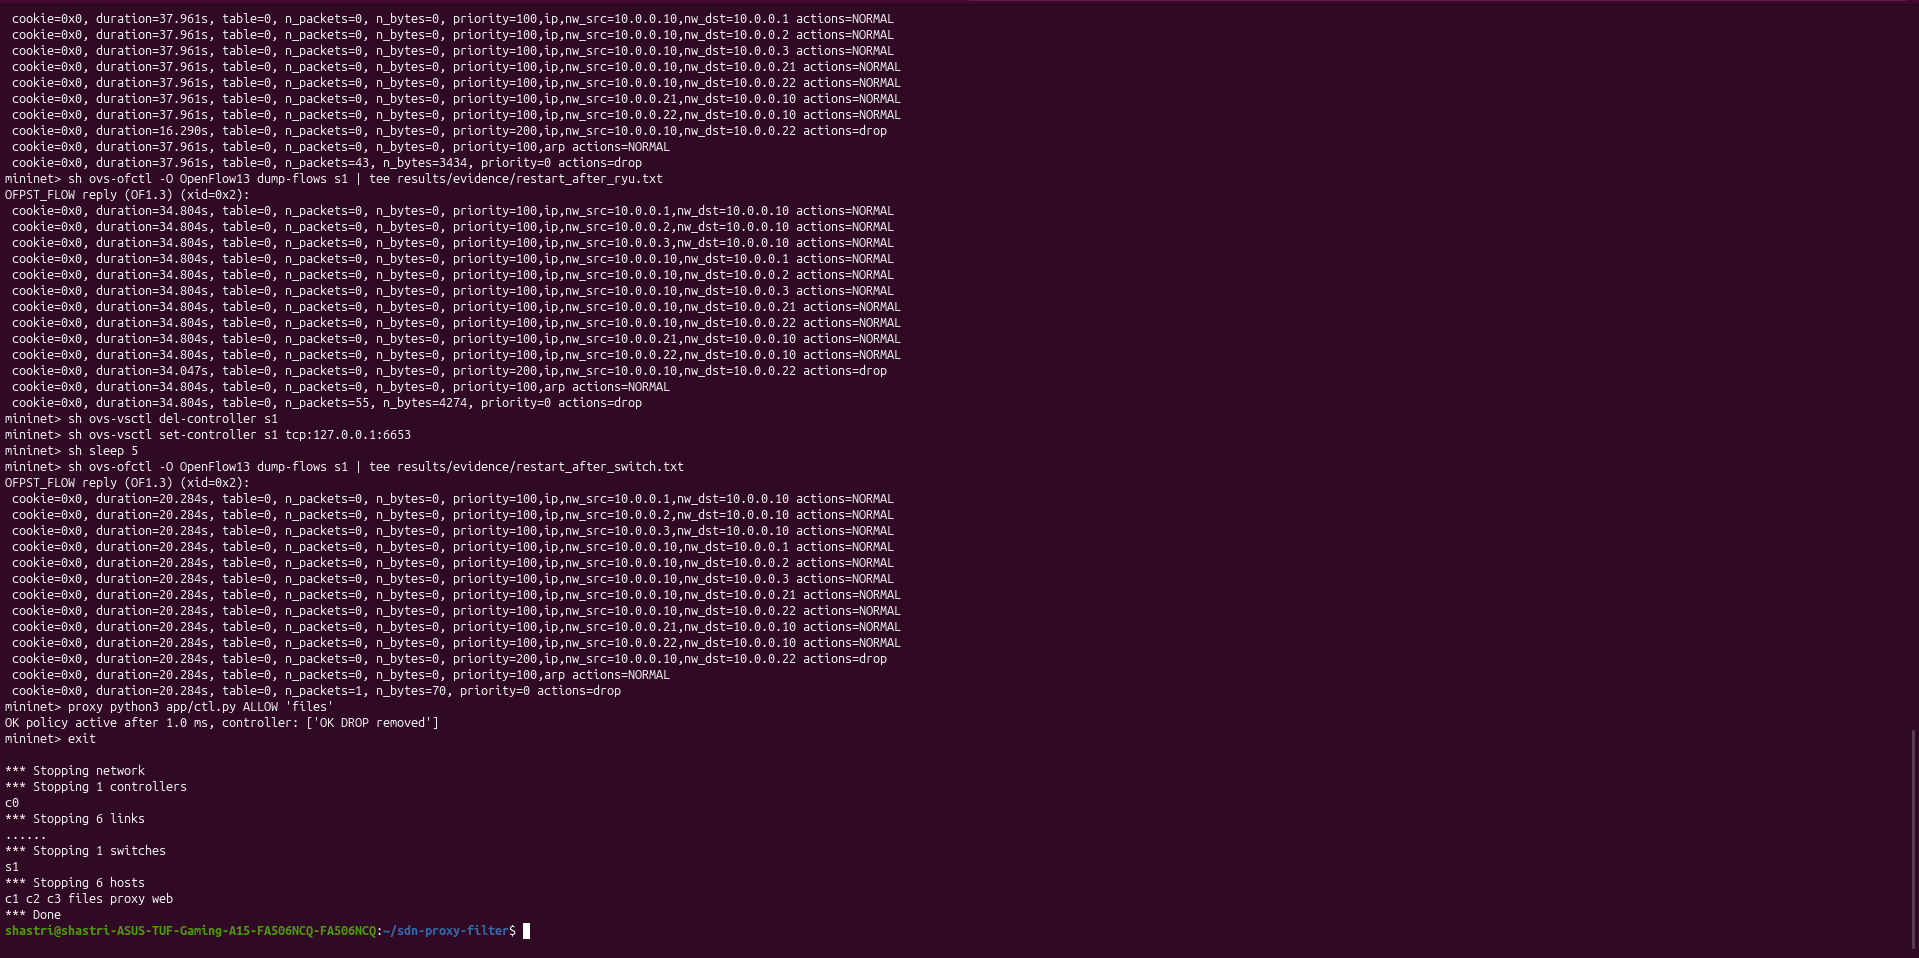 cookie=0x0, duration=37.961s, table=0, n_packets=0, n_bytes=0, priority=100,ip,nw_src=10.0.0.10,nw_dst=10.0.0.1 actions=NORMAL
cookie=0x0, duration=37.961s, table=0, n_packets=0, n_bytes=0, priority=100,ip,nw_src=10.0.0.10,nw_dst=10.0.0.2 actions=NORMAL
cookie=0x0, duration=37.961s, table=0, n_packets=0, n_bytes=0, priority=100,ip,nw_src=10.0.0.10,nw_dst=10.0.0.3 actions=NORMAL
cookie=0x0, duration=37.961s, table=0, n_packets=0, n_bytes=0, priority=100,ip,nw_src=10.0.0.10,nw_dst=10.0.0.21 actions=NORMAL
cookie=0x0, duration=37.961s, table=0, n_packets=0, n_bytes=0, priority=100,ip,nw_src=10.0.0.10,nw_dst=10.0.0.22 actions=NORMAL
cookie=0x0, duration=37.961s, table=0, n_packets=0, n_bytes=0, priority=100,ip,nw_src=10.0.0.21,nw_dst=10.0.0.10 actions=NORMAL
cookie=0x0, duration=37.961s, table=0, n_packets=0, n_bytes=0, priority=100,ip,nw_src=10.0.0.22,nw_dst=10.0.0.10 actions=NORMAL
cookie=0x0, duration=16.290s, table=0, n_packets=0, n_bytes=0, priority=200,ip,nw_src=10.0.0.10,nw_dst=10.0.0.22 actions=drop
cookie=0x0, duration=37.961s, table=0, n_packets=0, n_bytes=0, priority=100,arp actions=NORMAL
cookie=0x0, duration=37.961s, table=0, n_packets=43, n_bytes=3434, priority=0 actions=drop
mininet> sh ovs-ofctl -O OpenFlow13 dump-flows s1 | tee results/evidence/restart_after_ryu.txt
OFPST_FLOW reply (OF1.3) (xid=0x2):
cookie=0x0, duration=34.804s, table=0, n_packets=0, n_bytes=0, priority=100,ip,nw_src=10.0.0.1,nw_dst=10.0.0.10 actions=NORMAL
cookie=0x0, duration=34.804s, table=0, n_packets=0, n_bytes=0, priority=100,ip,nw_src=10.0.0.2,nw_dst=10.0.0.10 actions=NORMAL
cookie=0x0, duration=34.804s, table=0, n_packets=0, n_bytes=0, priority=100,ip,nw_src=10.0.0.3,nw_dst=10.0.0.10 actions=NORMAL
cookie=0x0, duration=34.804s, table=0, n_packets=0, n_bytes=0, priority=100,ip,nw_src=10.0.0.10,nw_dst=10.0.0.1 actions=NORMAL
cookie=0x0, duration=34.804s, table=0, n_packets=0, n_bytes=0, priority=100,ip,nw_src=10.0.0.10,nw_dst=10.0.0.2 actions=NORMAL
cookie=0x0, duration=34.804s, table=0, n_packets=0, n_bytes=0, priority=100,ip,nw_src=10.0.0.10,nw_dst=10.0.0.3 actions=NORMAL
cookie=0x0, duration=34.804s, table=0, n_packets=0, n_bytes=0, priority=100,ip,nw_src=10.0.0.10,nw_dst=10.0.0.21 actions=NORMAL
cookie=0x0, duration=34.804s, table=0, n_packets=0, n_bytes=0, priority=100,ip,nw_src=10.0.0.10,nw_dst=10.0.0.22 actions=NORMAL
cookie=0x0, duration=34.804s, table=0, n_packets=0, n_bytes=0, priority=100,ip,nw_src=10.0.0.21,nw_dst=10.0.0.10 actions=NORMAL
cookie=0x0, duration=34.804s, table=0, n_packets=0, n_bytes=0, priority=100,ip,nw_src=10.0.0.22,nw_dst=10.0.0.10 actions=NORMAL
cookie=0x0, duration=34.047s, table=0, n_packets=0, n_bytes=0, priority=200,ip,nw_src=10.0.0.10,nw_dst=10.0.0.22 actions=drop
cookie=0x0, duration=34.804s, table=0, n_packets=0, n_bytes=0, priority=100,arp actions=NORMAL
cookie=0x0, duration=34.804s, table=0, n_packets=55, n_bytes=4274, priority=0 actions=drop
mininet> sh ovs-vsctl del-controller s1
mininet> sh ovs-vsctl set-controller s1 tcp:127.0.0.1:6653
mininet> sh sleep 5
mininet> sh ovs-ofctl -O OpenFlow13 dump-flows s1 | tee results/evidence/restart_after_switch.txt
OFPST_FLOW reply (OF1.3) (xid=0x2):
cookie=0x0, duration=20.284s, table=0, n_packets=0, n_bytes=0, priority=100,ip,nw_src=10.0.0.1,nw_dst=10.0.0.10 actions=NORMAL
cookie=0x0, duration=20.284s, table=0, n_packets=0, n_bytes=0, priority=100,ip,nw_src=10.0.0.2,nw_dst=10.0.0.10 actions=NORMAL
cookie=0x0, duration=20.284s, table=0, n_packets=0, n_bytes=0, priority=100,ip,nw_src=10.0.0.3,nw_dst=10.0.0.10 actions=NORMAL
cookie=0x0, duration=20.284s, table=0, n_packets=0, n_bytes=0, priority=100,ip,nw_src=10.0.0.10,nw_dst=10.0.0.1 actions=NORMAL
cookie=0x0, duration=20.284s, table=0, n_packets=0, n_bytes=0, priority=100,ip,nw_src=10.0.0.10,nw_dst=10.0.0.2 actions=NORMAL
cookie=0x0, duration=20.284s, table=0, n_packets=0, n_bytes=0, priority=100,ip,nw_src=10.0.0.10,nw_dst=10.0.0.3 actions=NORMAL
cookie=0x0, duration=20.284s, table=0, n_packets=0, n_bytes=0, priority=100,ip,nw_src=10.0.0.10,nw_dst=10.0.0.21 actions=NORMAL
cookie=0x0, duration=20.284s, table=0, n_packets=0, n_bytes=0, priority=100,ip,nw_src=10.0.0.10,nw_dst=10.0.0.22 actions=NORMAL
cookie=0x0, duration=20.284s, table=0, n_packets=0, n_bytes=0, priority=100,ip,nw_src=10.0.0.21,nw_dst=10.0.0.10 actions=NORMAL
cookie=0x0, duration=20.284s, table=0, n_packets=0, n_bytes=0, priority=100,ip,nw_src=10.0.0.22,nw_dst=10.0.0.10 actions=NORMAL
cookie=0x0, duration=20.284s, table=0, n_packets=0, n_bytes=0, priority=200,ip,nw_src=10.0.0.10,nw_dst=10.0.0.22 actions=drop
cookie=0x0, duration=20.284s, table=0, n_packets=0, n_bytes=0, priority=100,arp actions=NORMAL
cookie=0x0, duration=20.284s, table=0, n_packets=1, n_bytes=70, priority=0 actions=drop
mininet> proxy python3 app/ctl.py ALLOW 'files'
OK policy active after 1.0 ms, controller: ['OK DROP removed']
mininet> exit
*** Stopping network
*** Stopping 1 controllers
c0
*** Stopping 6 links
......
*** Stopping 1 switches
s1
*** Stopping 6 hosts
c1 c2 c3 files proxy web
*** Done
shastri@shastri-ASUS-TUF-Gaming-A15-FA506NCQ-FA506NCQ:~/sdn-proxy-filter$